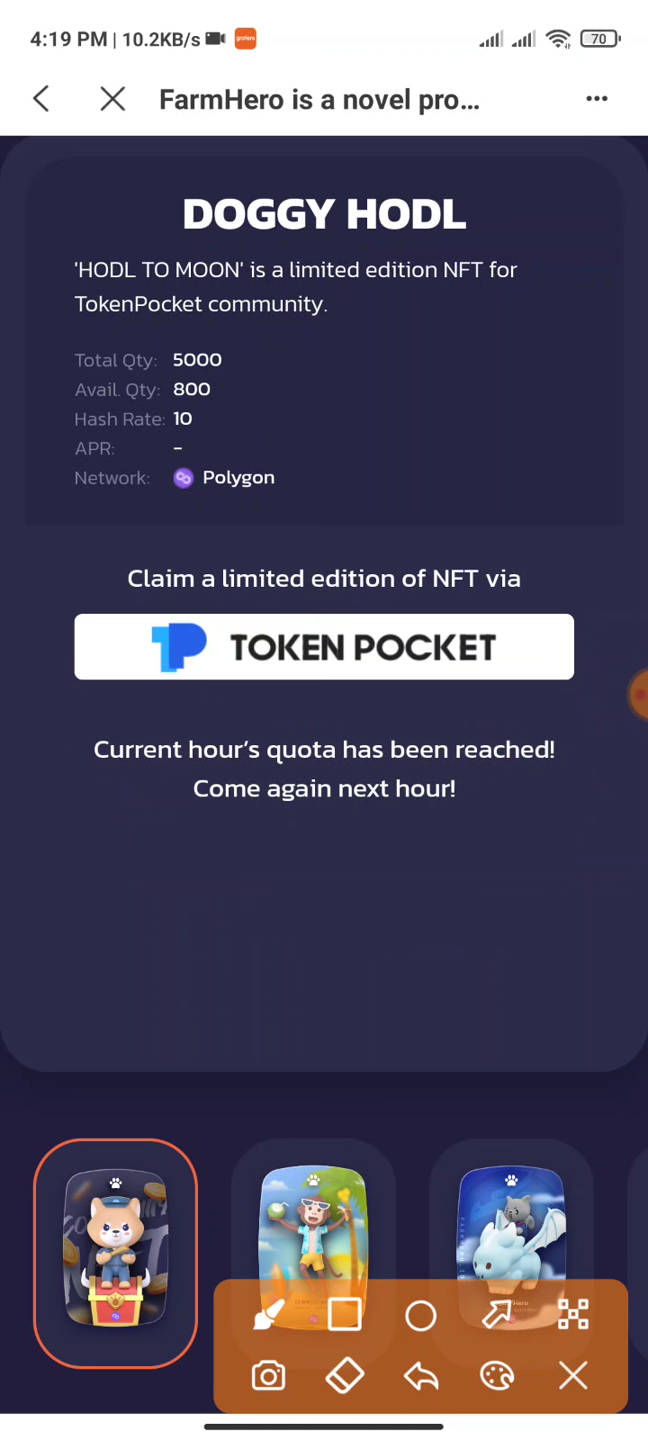 4:19 PM | 10.2KB/s
grofers
70
FarmHero is a novel pro...
DOGGY HODL
'HODL TO MOON' is a limited edition NFT for
TokenPocket community.
Total Qty: 5000
Avail. Qty: 800
Hash Rate: 10
APR: -
Network: Polygon
Claim a limited edition of NFT via
TOKEN POCKET
Current hour's quota has been reached!
Come again next hour!